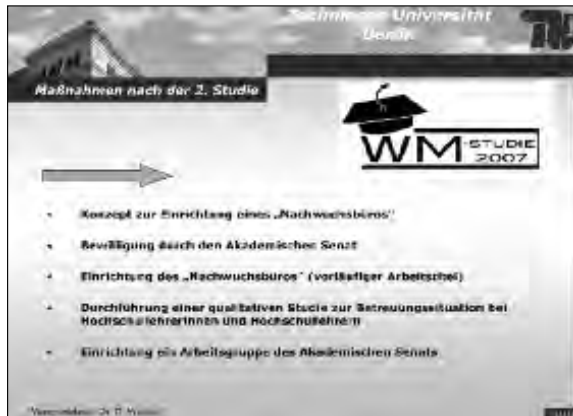 Technische Universität
Berlin
Maßnahmen nach der 2. Studie
WM-STUDIE
2007
• Konzept zur Einrichtung eines „Nachwuchsbüros"
• Bewilligung durch den Akademischen Senat
• Einrichtung des „Nachwuchsbüros" (vorläufiger Arbeitstitel)
• Durchführung einer qualitativen Studie zur Betreuungssituation bei
Hochschullehrerinnen und Hochschullehrern
• Einrichtung ein Arbeitsgruppe des Akademischen Senats